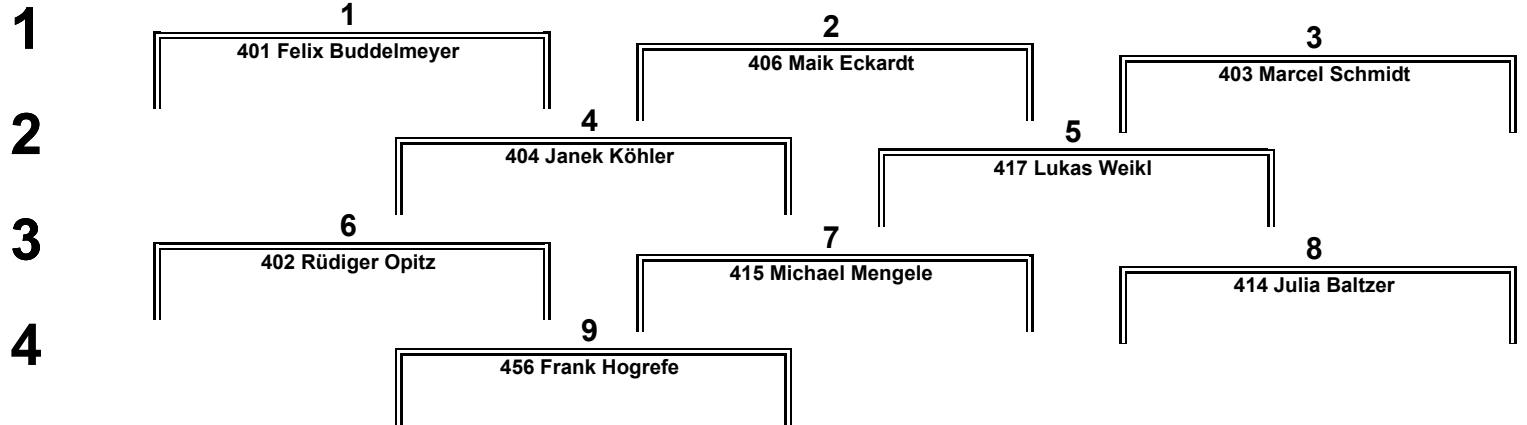 1
1
2
3
401 Felix Buddelmeyer
406 Maik Eckardt
403 Marcel Schmidt
2
4
5
404 Janek Köhler
417 Lukas Weikl
3
6
7
8
402 Rüdiger Opitz
415 Michael Mengele
414 Julia Baltzer
4
9
456 Frank Hogrefe